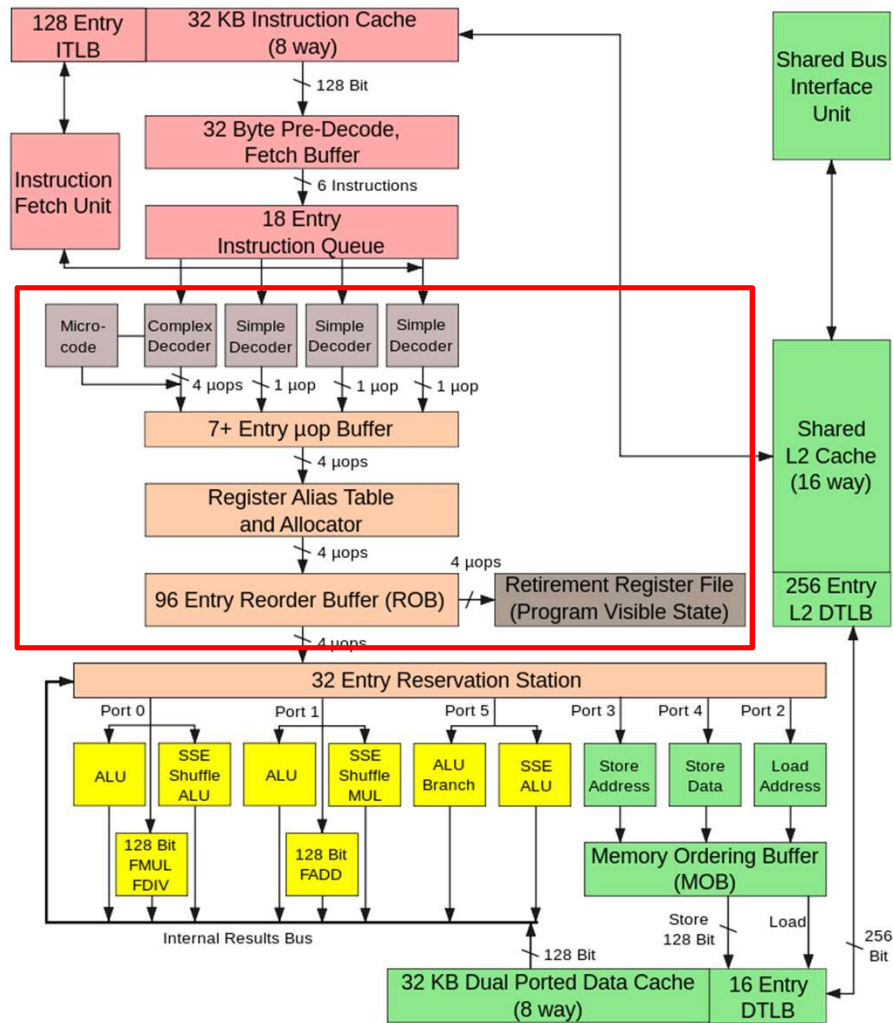 128 Entry
ITLB
32 KB Instruction Cache
(8 way)
Shared Bus
Interface
Unit
128 Bit
32 Byte Pre-Decode,
Fetch Buffer
Instruction
Fetch Unit
6 Instructions
18 Entry
Instruction Queue
Micro-
code
Complex
Decoder
Simple
Decoder
Simple
Decoder
Simple
Decoder
4 µops
1 µop
1 µop
1 µop
7+ Entry µop Buffer
4 µops
Register Alias Table
and Allocator
4 µops
4 µops
96 Entry Reorder Buffer (ROB)
Retirement Register File
(Program Visible State)
Shared
L2 Cache
(16 way)
256 Entry
L2 DTLB
4 µops
32 Entry Reservation Station
Port 0
Port 1
Port 5
Port 3
Port 4
Port 2
ALU
SSE
Shuffle
ALU
ALU
SSE
Shuffle
MUL
ALU
Branch
SSE
ALU
Store
Address
Store
Data
Load
Address
128 Bit
FMUL
FDIV
128 Bit
FADD
Memory Ordering Buffer
(MOB)
Internal Results Bus
Store
128 Bit
Load
256
Bit
128 Bit
32 KB Dual Ported Data Cache
(8 way)
16 Entry
DTLB